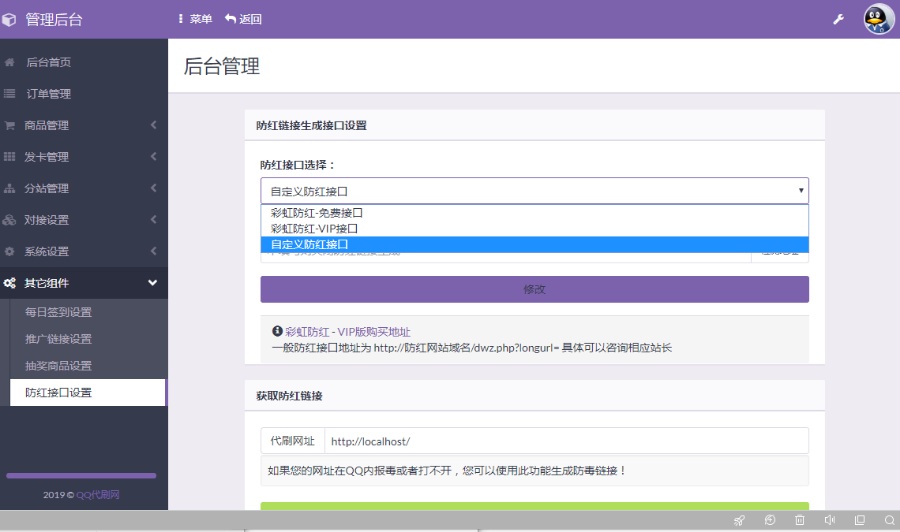 管理后台
菜单
返回
后台首页
订单管理
商品管理
发卡管理
分站管理
对接设置
系统设置
其它组件
每日签到设置
推广链接设置
抽奖商品设置
防红接口设置
2019 © QQ代刷网
后台管理
防红链接生成接口设置
防红接口选择：
自定义防红接口
彩虹防红-免费接口
彩虹防红-VIP接口
自定义防红接口
修改
彩虹防红 - VIP版购买地址
一般防红接口地址为 http://防红网站域名/dwz.php?longurl= 具体可以咨询相应站长
获取防红链接
代刷网址 http://localhost/
如果您的网址在QQ内报毒或者打不开，您可以使用此功能生成防毒链接！